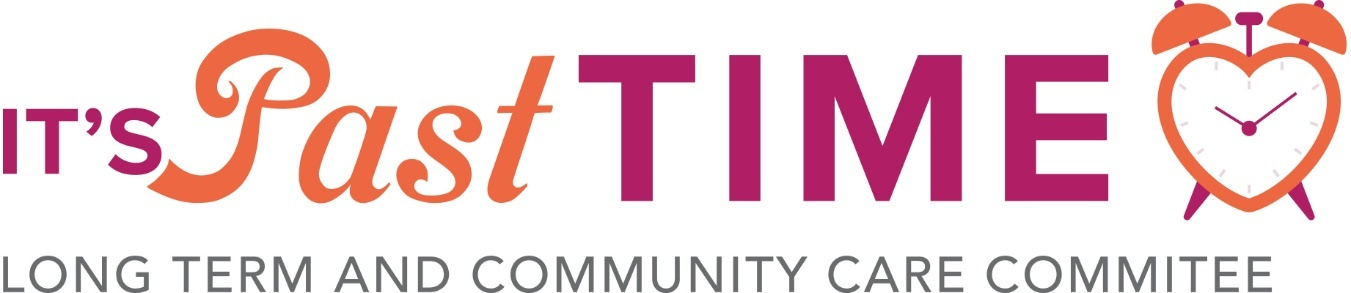 IT'S Past TIME
LONG TERM AND COMMUNITY CARE COMMITEE